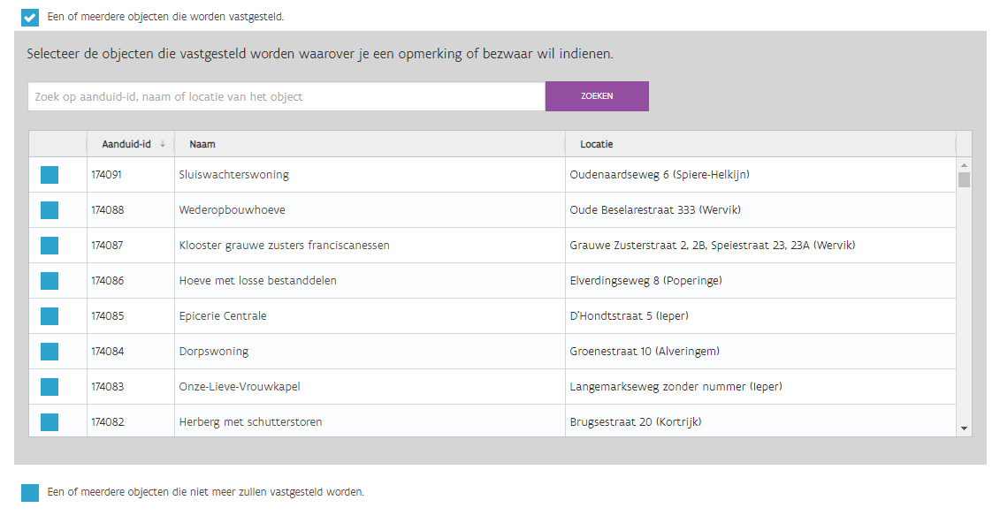 Een of meerdere objecten die worden vastgesteld.
Selecteer de objecten die vastgesteld worden waarover je een opmerking of bezwaar wil indienen.
Zoek op aanduid-id, naam of locatie van het object ZOEKEN
Aanduid-id ↓ Naam Locatie
174091 Sluiswachterswoning Oudenaardseweg 6 (Spiere-Helkijn)
174088 Wederopbouwhoeve Oude Beselarestraat 333 (Wervik)
174087 Klooster grauwe zusters franciscanessen Grauwe Zusterstraat 2, 2B, Speiestraat 23, 23A (Wervik)
174086 Hoeve met losse bestanddelen Elverdingseweg 8 (Poperinge)
174085 Epicerie Centrale D'Hondtstraat 5 (Ieper)
174084 Dorpswoning Groenestraat 10 (Alveringem)
174083 Onze-Lieve-Vrouwkapel Langemarkseweg zonder nummer (Ieper)
174082 Herberg met schutterstoren Brugsestraat 20 (Kortrijk)
Een of meerdere objecten die niet meer zullen vastgesteld worden.